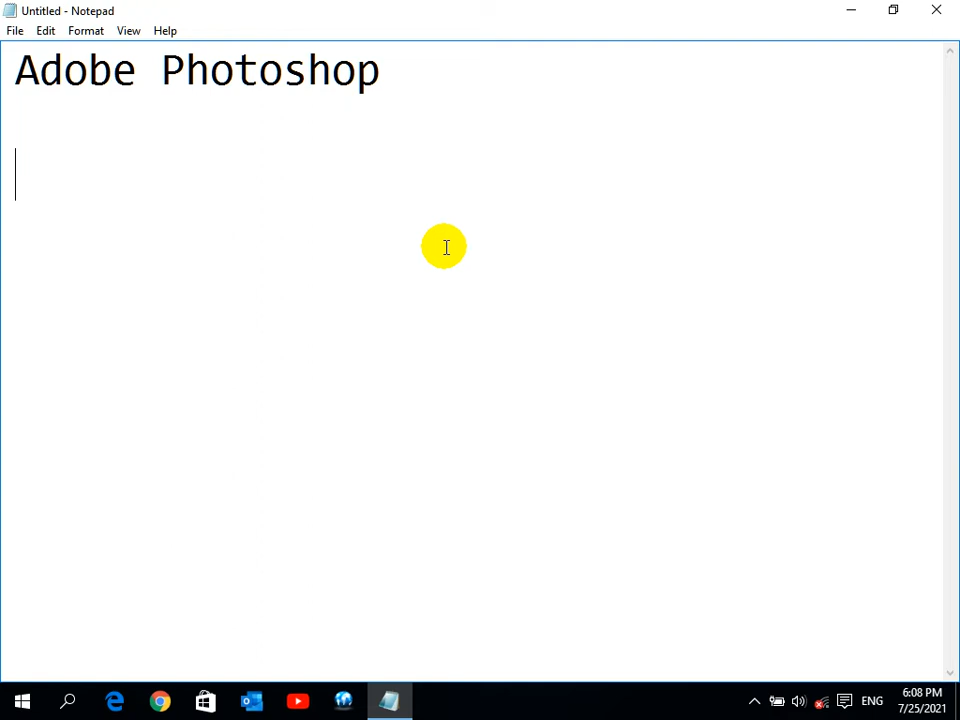 Untitled - Notepad
File Edit Format View Help
Adobe Photoshop
ENG
6:08 PM
7/25/2021